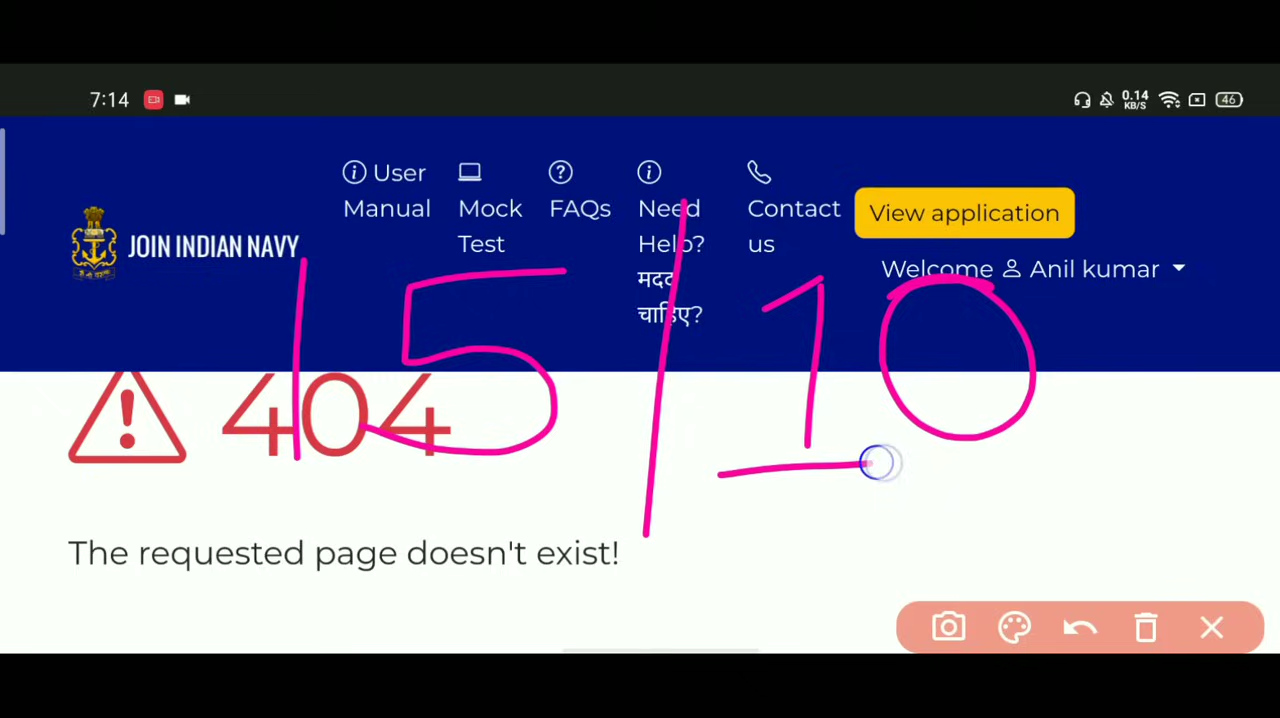 7:14 0.14 KB/S 46
JOIN INDIAN NAVY
User Manual
Mock Test
FAQs
Need Help? मदद चाहिए?
Contact us
View application
Welcome Anil kumar
15/10
404
The requested page doesn't exist!